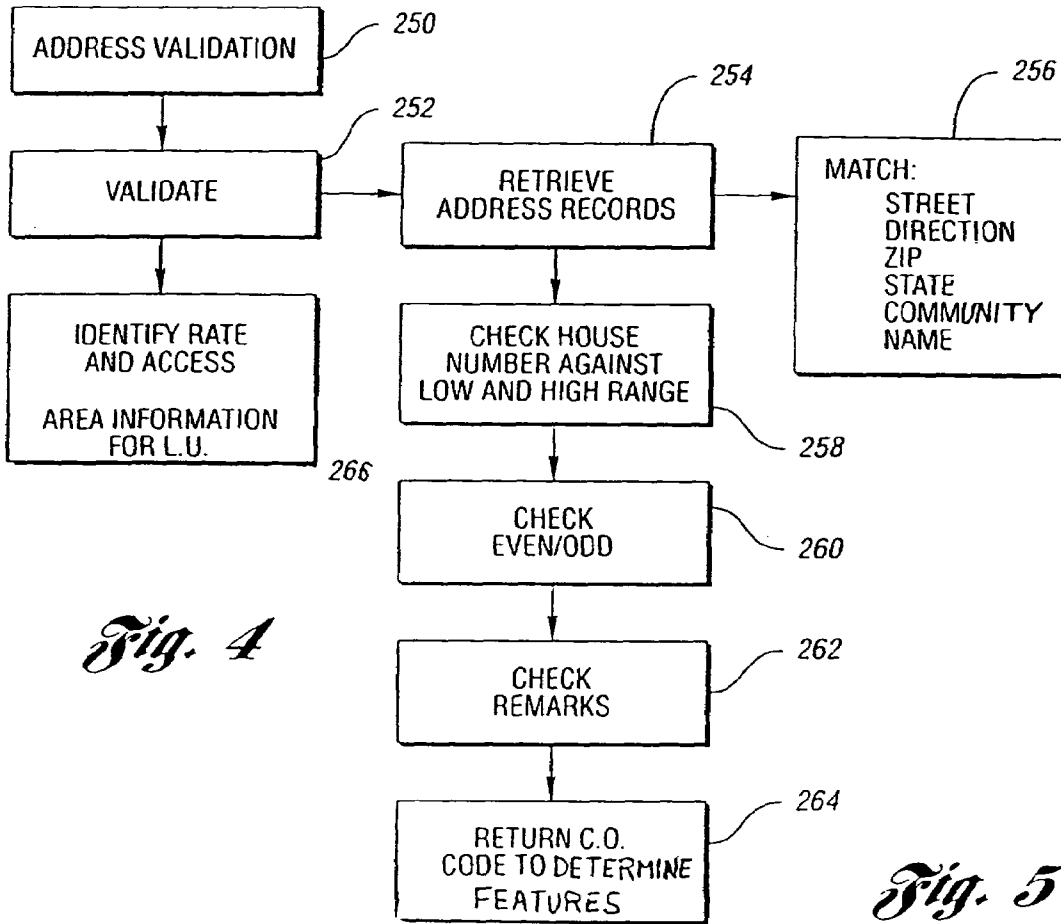 ADDRESS VALIDATION
250
252
VALIDATE
IDENTIFY RATE
AND ACCESS
AREA INFORMATION
FOR L.U.
266
254
RETRIEVE
ADDRESS RECORDS
256
MATCH:
STREET
DIRECTION
ZIP
STATE
COMMUNITY
NAME
CHECK HOUSE
NUMBER AGAINST
LOW AND HIGH RANGE
258
CHECK
EVEN/ODD
260
CHECK
REMARKS
262
RETURN C.O.
CODE TO DETERMINE
FEATURES
264
Fig. 4
Fig. 5